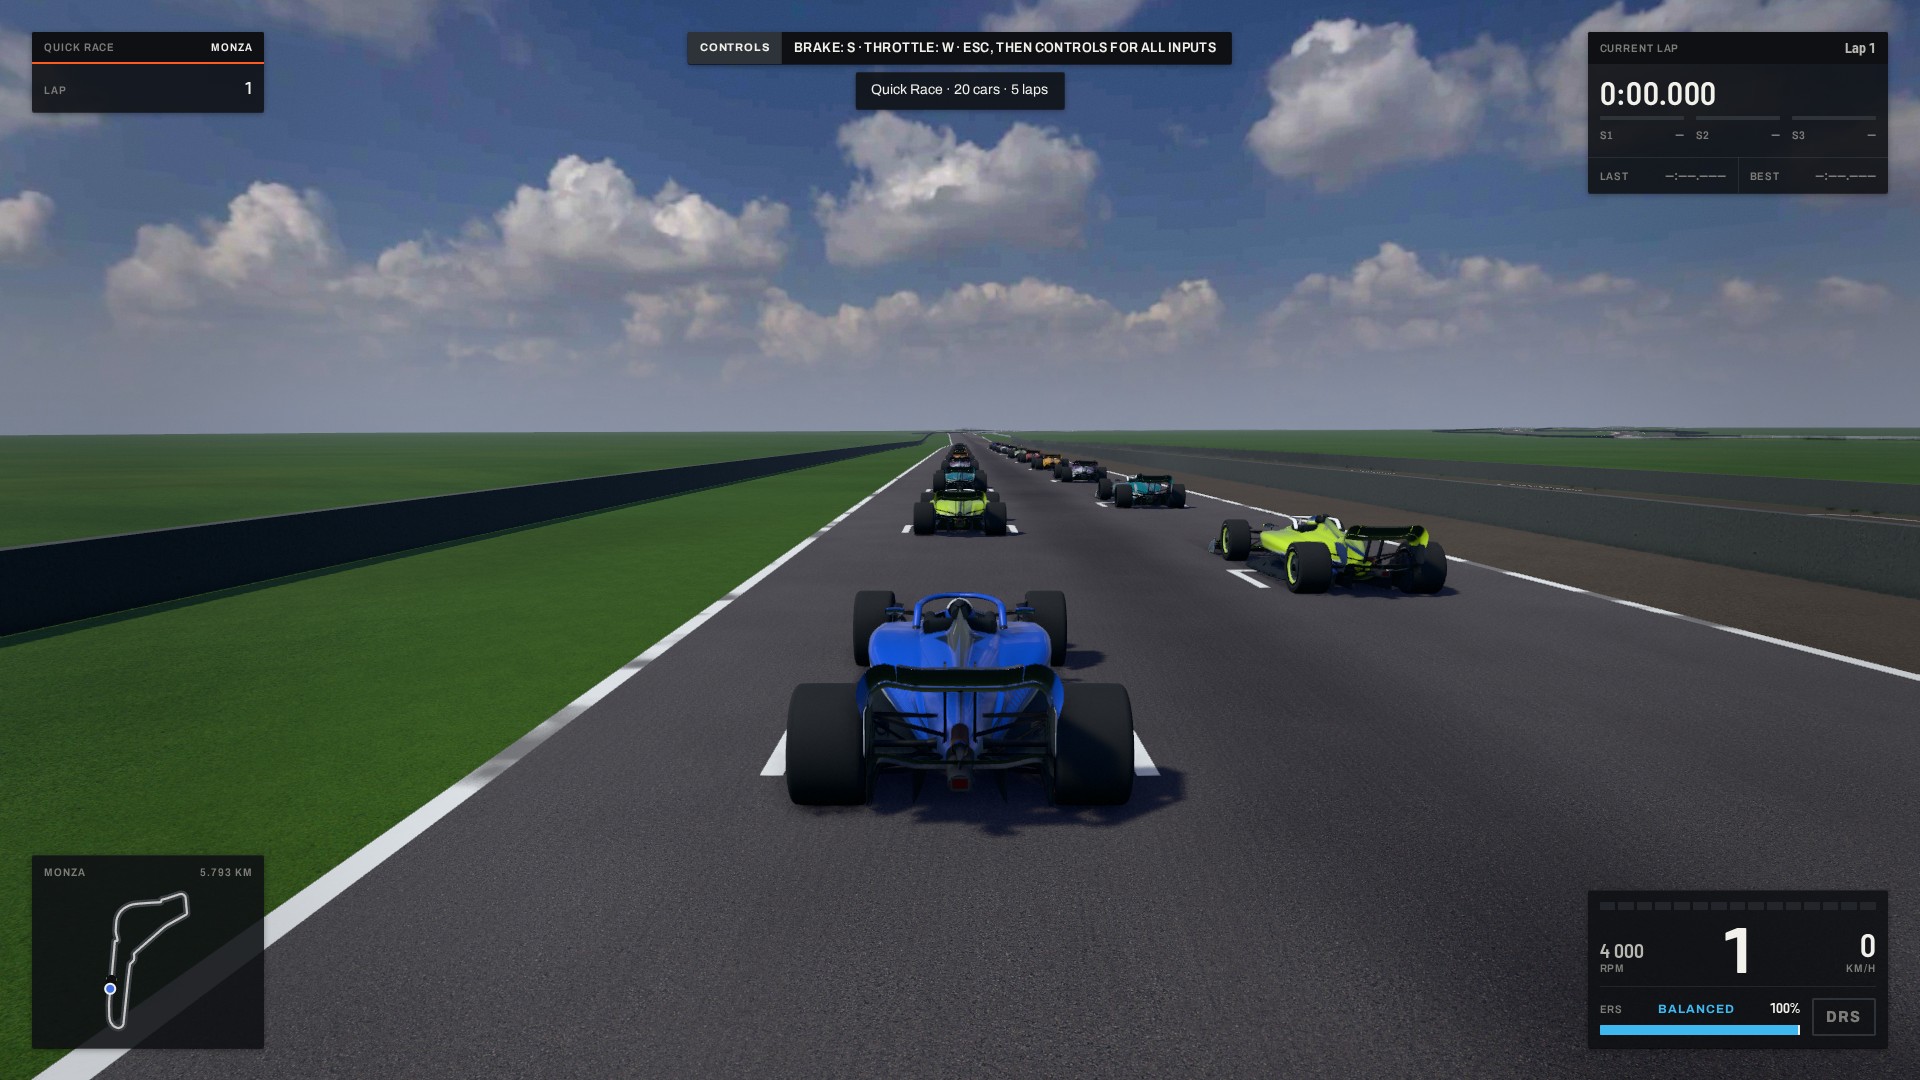 QUICK RACE MONZA
LAP 1
CONTROLS BRAKE: S · THROTTLE: W · ESC, THEN CONTROLS FOR ALL INPUTS
Quick Race · 20 cars · 5 laps
CURRENT LAP Lap 1
0:00.000
S1 – S2 – S3 –
LAST –:––.––– BEST –:––.–––
MONZA 5.793 KM
4 000 RPM
1
0 KM/H
ERS BALANCED 100%
DRS